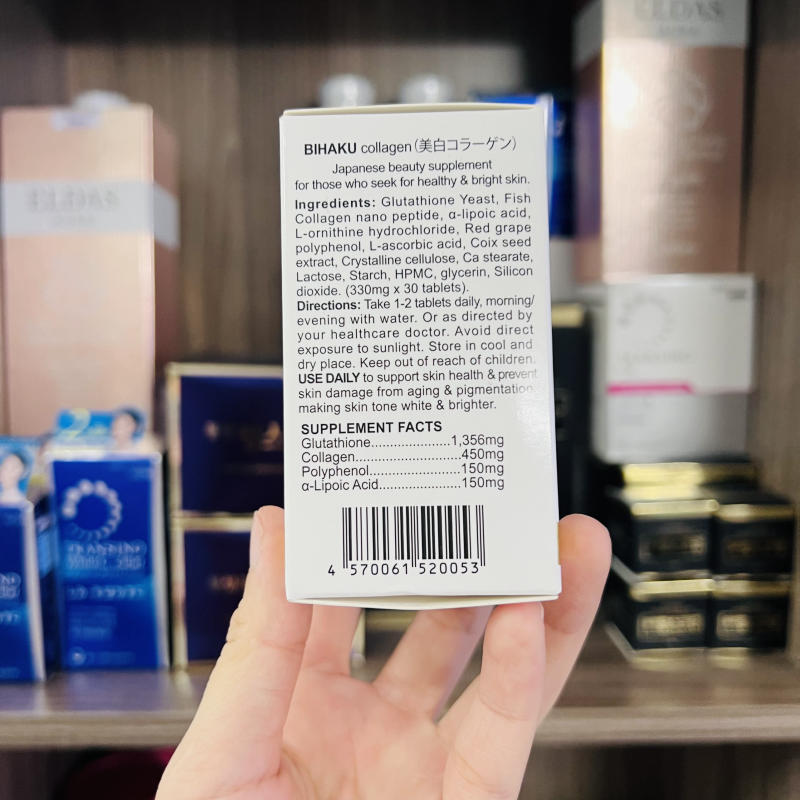 ELDAS
ELDAS
BIHAKU collagen(美白コラーゲン)
Japanese beauty supplement
for those who seek for healthy & bright skin.
Ingredients: Glutathione Yeast, Fish
Collagen nano peptide, α-lipoic acid,
L-ornithine hydrochloride, Red grape
polyphenol, L-ascorbic acid, Coix seed
extract, Crystalline cellulose, Ca stearate,
Lactose, Starch, HPMC, glycerin, Silicon
dioxide. (330mg x 30 tablets).
Directions: Take 1-2 tablets daily, morning/
evening with water. Or as directed by
your healthcare doctor. Avoid direct
exposure to sunlight. Store in cool and
dry place. Keep out of reach of children.
USE DAILY to support skin health & prevent
skin damage from aging & pigmentation
making skin tone white & brighter.
SUPPLEMENT FACTS
Glutathione.....................1,356mg
Collagen............................450mg
Polyphenol........................150mg
α-Lipoic Acid......................150mg
4 570061 520053